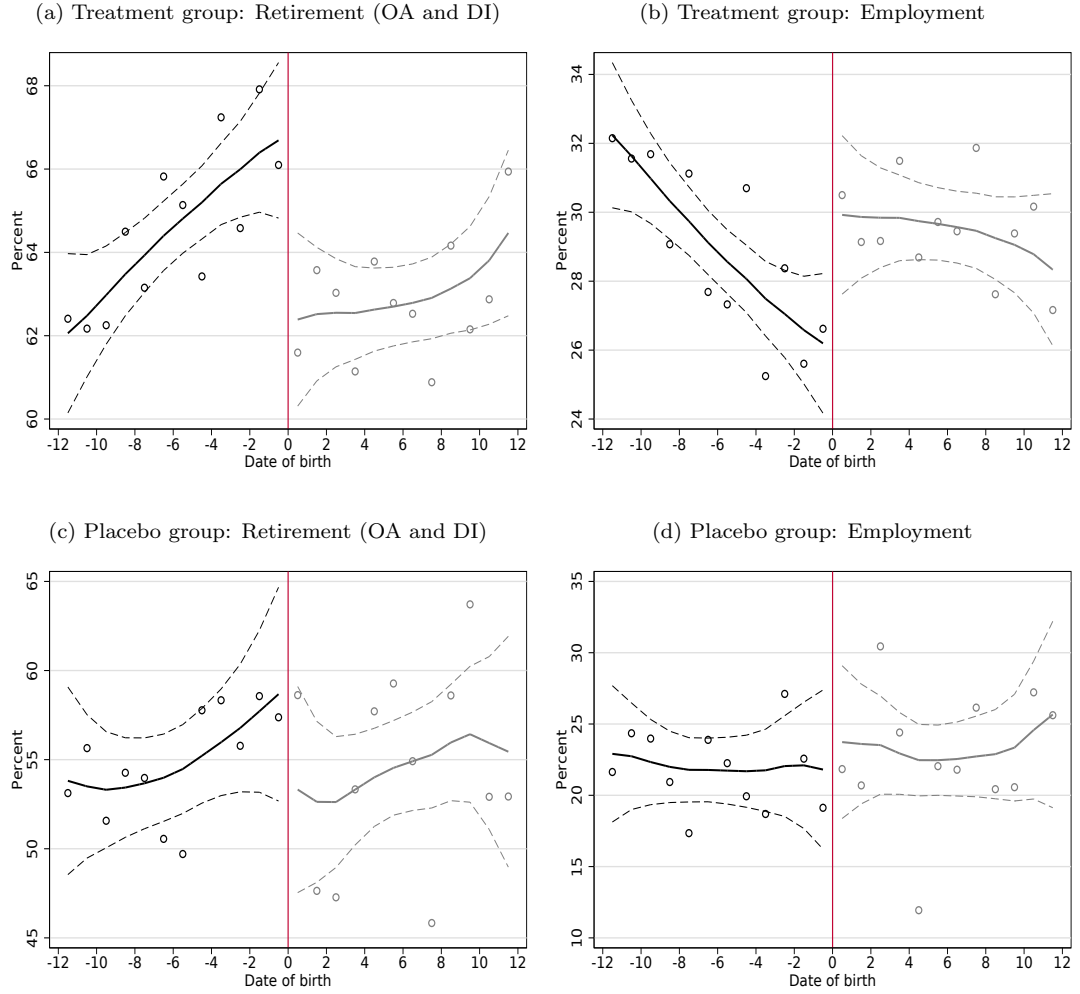 (a) Treatment group: Retirement (OA and DI)
Percent
68
66
64
62
60
-12 -10 -8 -6 -4 -2 0 2 4 6 8 10 12
Date of birth
(b) Treatment group: Employment
Percent
34
32
30
28
26
24
-12 -10 -8 -6 -4 -2 0 2 4 6 8 10 12
Date of birth
(c) Placebo group: Retirement (OA and DI)
Percent
65
60
55
50
45
-12 -10 -8 -6 -4 -2 0 2 4 6 8 10 12
Date of birth
(d) Placebo group: Employment
Percent
35
30
25
20
15
10
-12 -10 -8 -6 -4 -2 0 2 4 6 8 10 12
Date of birth